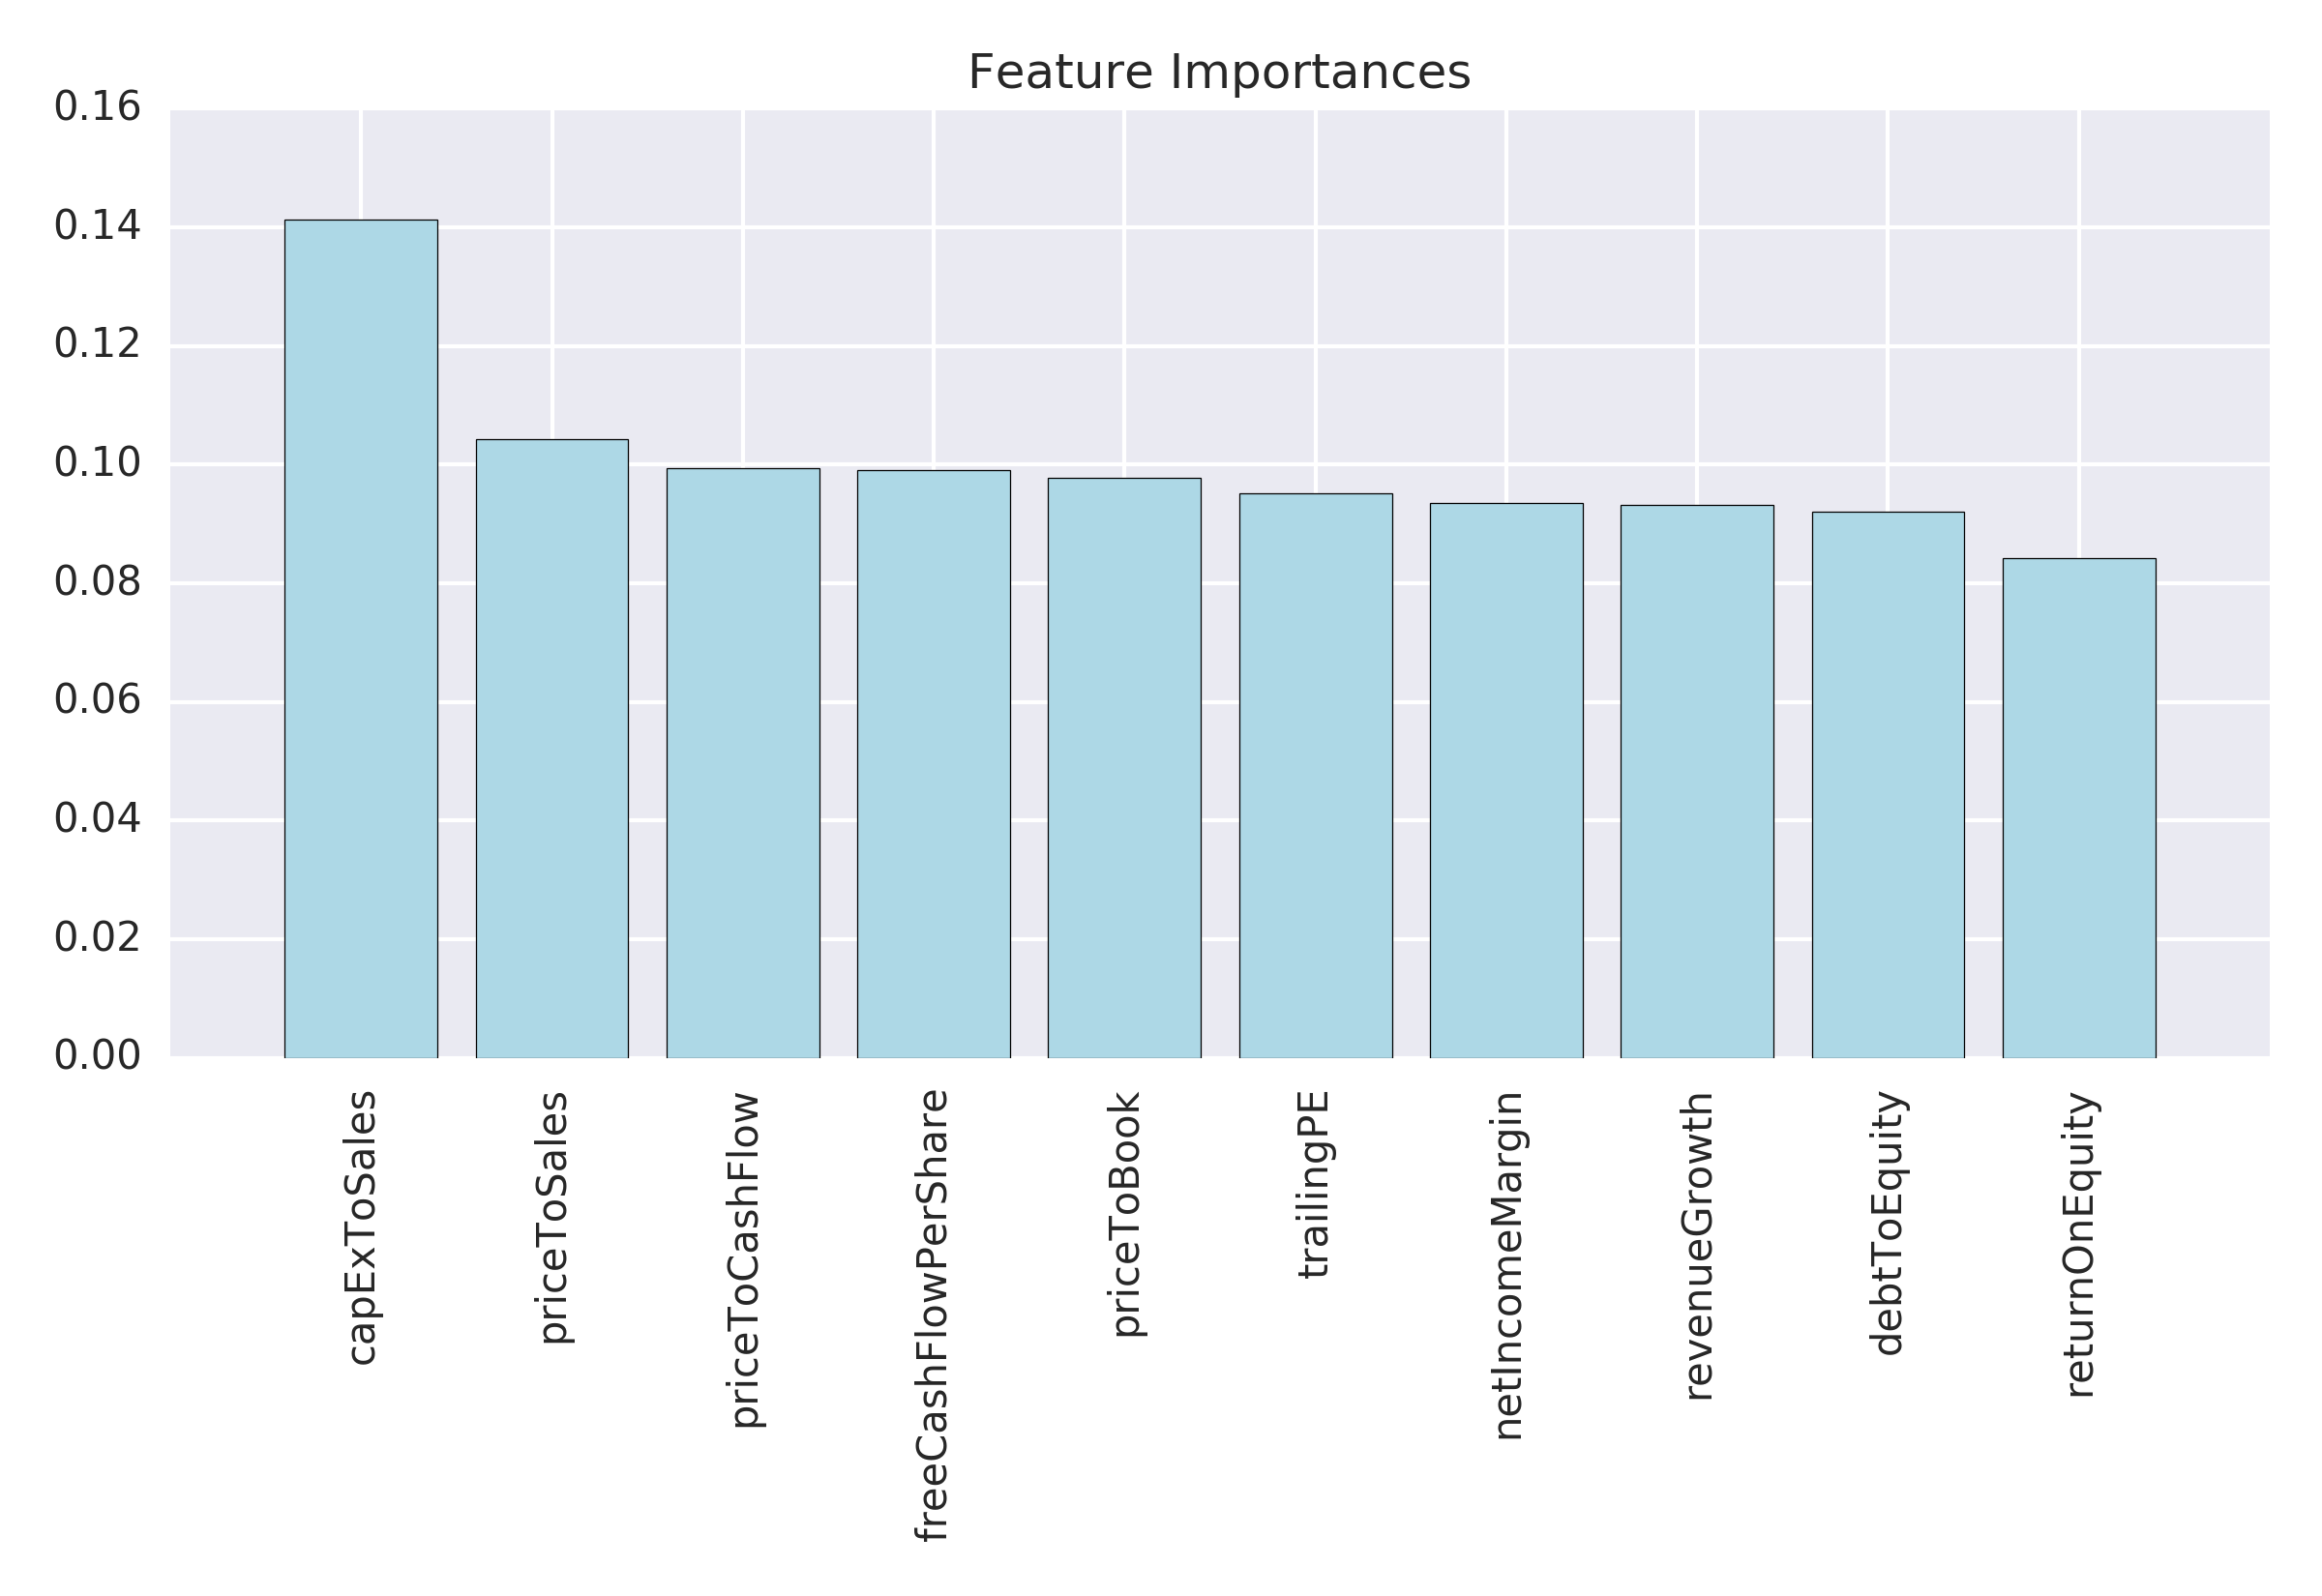 Feature Importances
0.16
0.14
0.12
0.10
0.08
0.06
0.04
0.02
0.00
capExToSales
priceToSales
priceToCashFlow
freeCashFlowPerShare
priceToBook
trailingPE
netIncomeMargin
revenueGrowth
debtToEquity
returnOnEquity